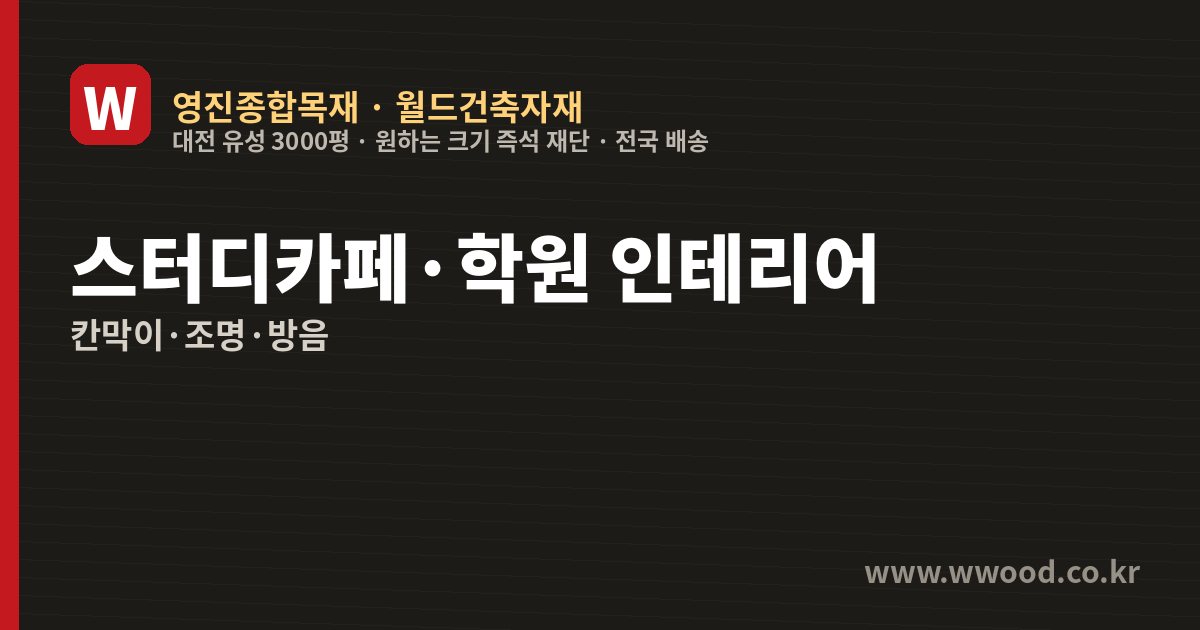 W
영진종합목재 · 월드건축자재
대전 유성 3000평 · 원하는 크기 즉석 재단 · 전국 배송
스터디카페·학원 인테리어
칸막이·조명·방음
www.wwood.co.kr